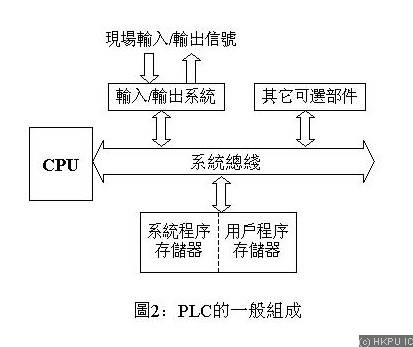 現場輸入/輸出信號
輸入/輸出系統
其它可選部件
CPU
系統總綫
系統程序
存儲器
用戶程序
存儲器
圖2：PLC的一般組成
(c) HKPU IC